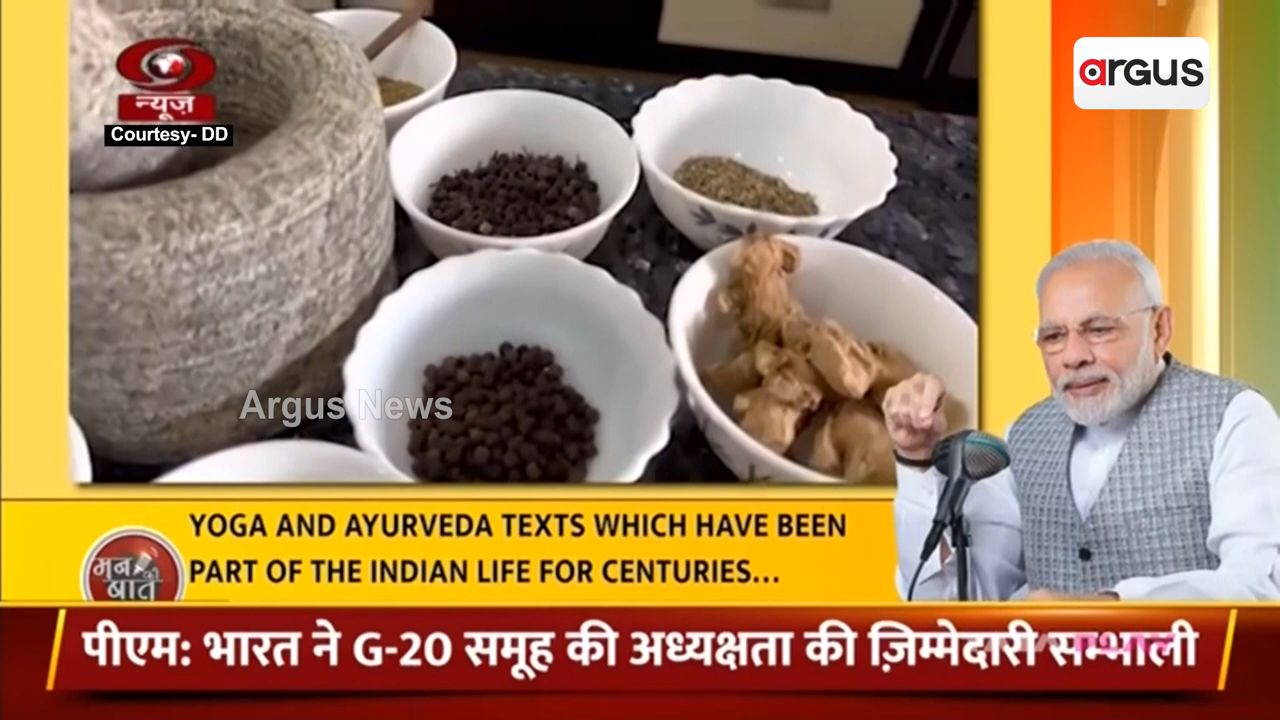 न्यूज़
Courtesy- DD
argus
Argus News
YOGA AND AYURVEDA TEXTS WHICH HAVE BEEN
PART OF THE INDIAN LIFE FOR CENTURIES...
मन
की
बात
पीएम: भारत ने G-20 समूह की अध्यक्षता की ज़िम्मेदारी सम्भाली